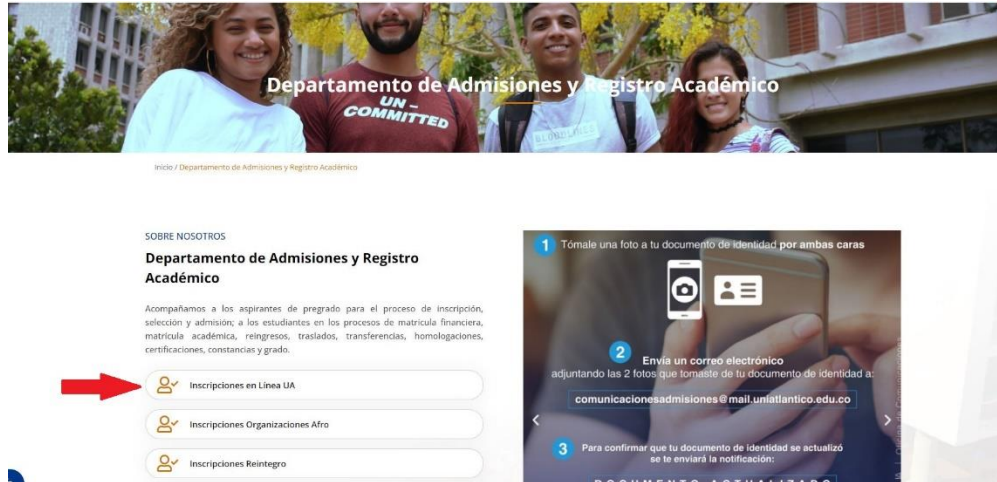 Departamento de Admisiones y Registro Académico
UN-
COMMITTED
Inicio / Departamento de Admisiones y Registro Académico
SOBRE NOSOTROS
Departamento de Admisiones y Registro
Académico
Acompañamos a los aspirantes de pregrado para el proceso de inscripción,
selección y admisión; a los estudiantes en los procesos de matricula financiera,
matricula académica, reingresos, traslados, transferencias, homologaciones,
certificaciones, constancias y grado.
Inscripciones en Línea UA
Inscripciones Organizaciones Afro
Inscripciones Reintegro
1 Tómale una foto a tu documento de identidad por ambas caras
2 Envía un correo electrónico
adjuntando las 2 fotos que tomaste de tu documento de identidad a:
comunicacionesadmisiones@mail.uniatlantico.edu.co
3 Para confirmar que tu documento de identidad se actualizó
se te enviará la notificación:
DOCUMENTO ACTUALIZADO